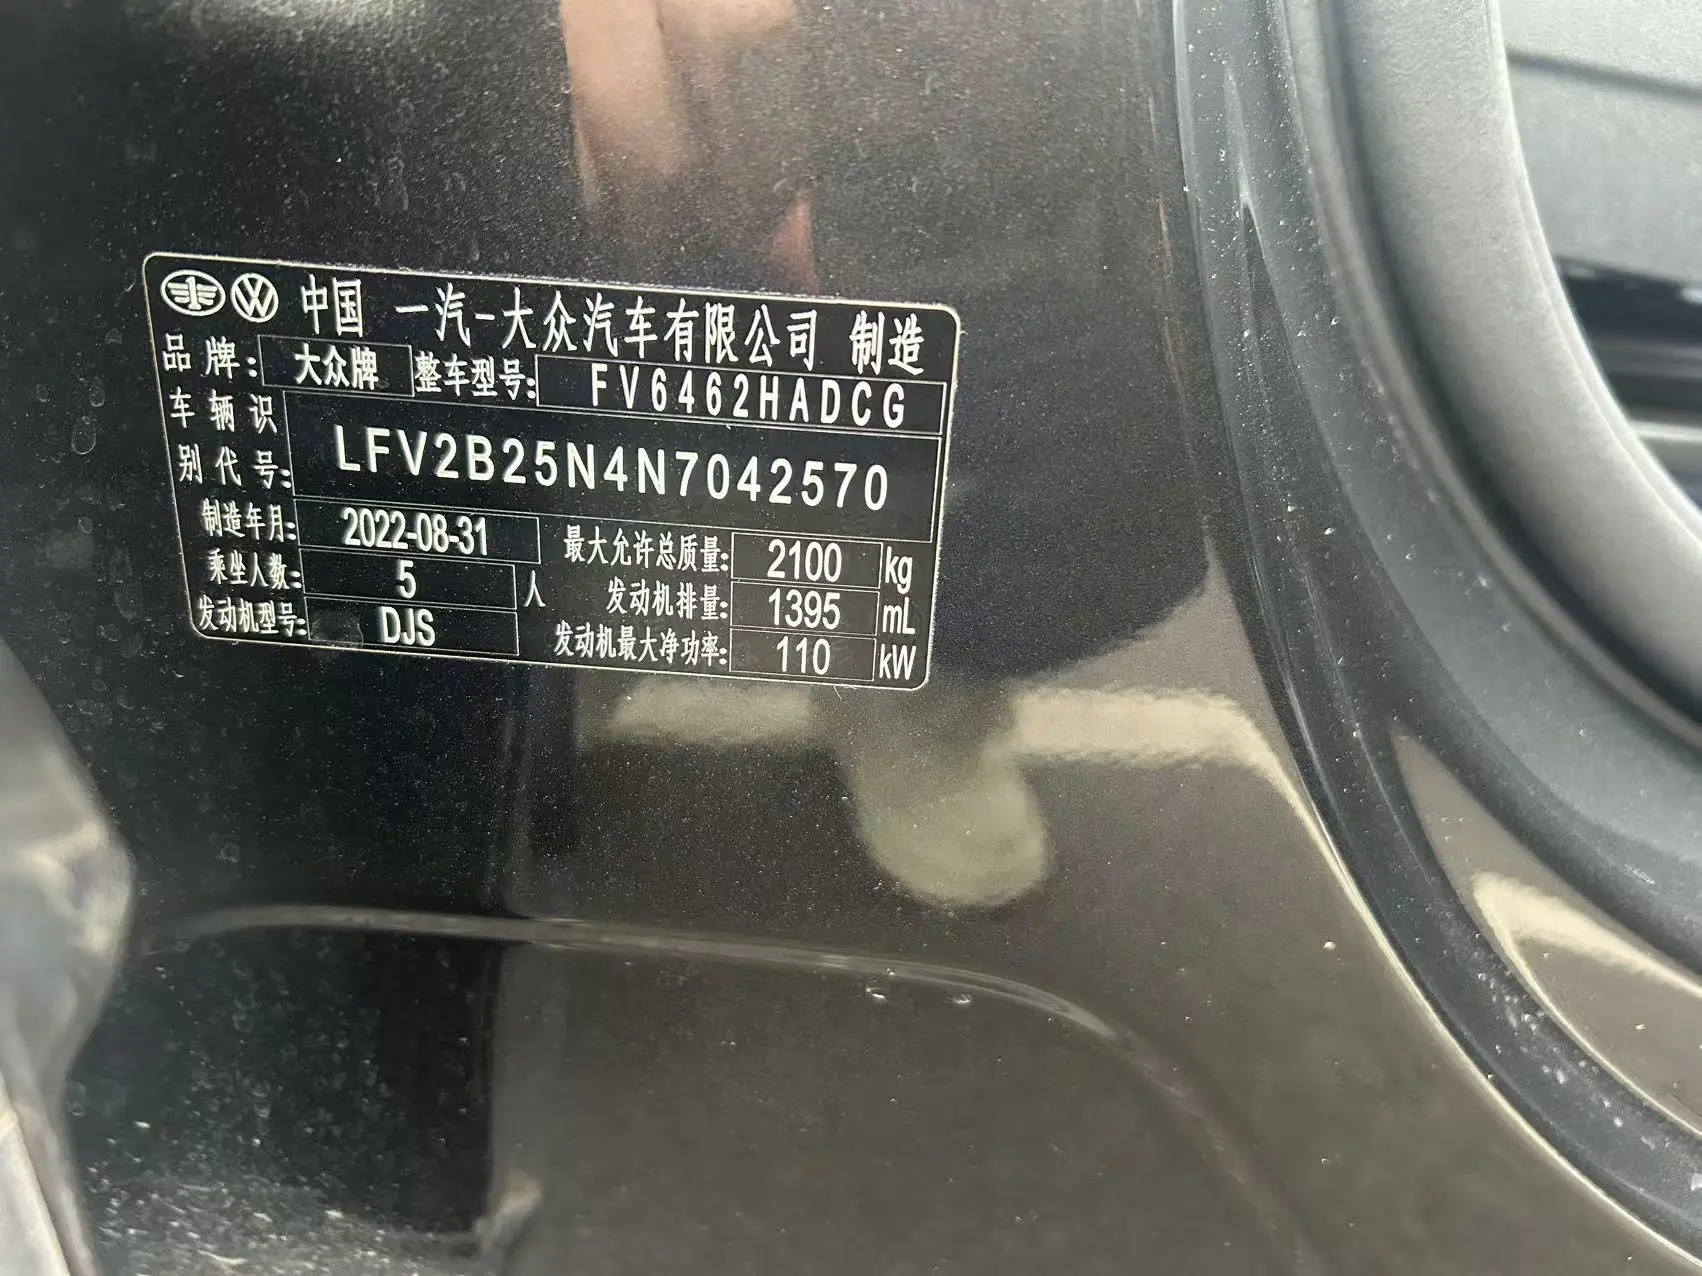 中国 一汽-大众汽车有限公司 制造
品牌: 大众牌 整车型号: FV6462HADCG
车辆识别代号: LFV2B25N4N7042570
制造年月: 2022-08-31 最大允许总质量: 2100 kg
乘坐人数: 5 人 发动机排量: 1395 mL
发动机型号: DJS 发动机最大净功率: 110 kW